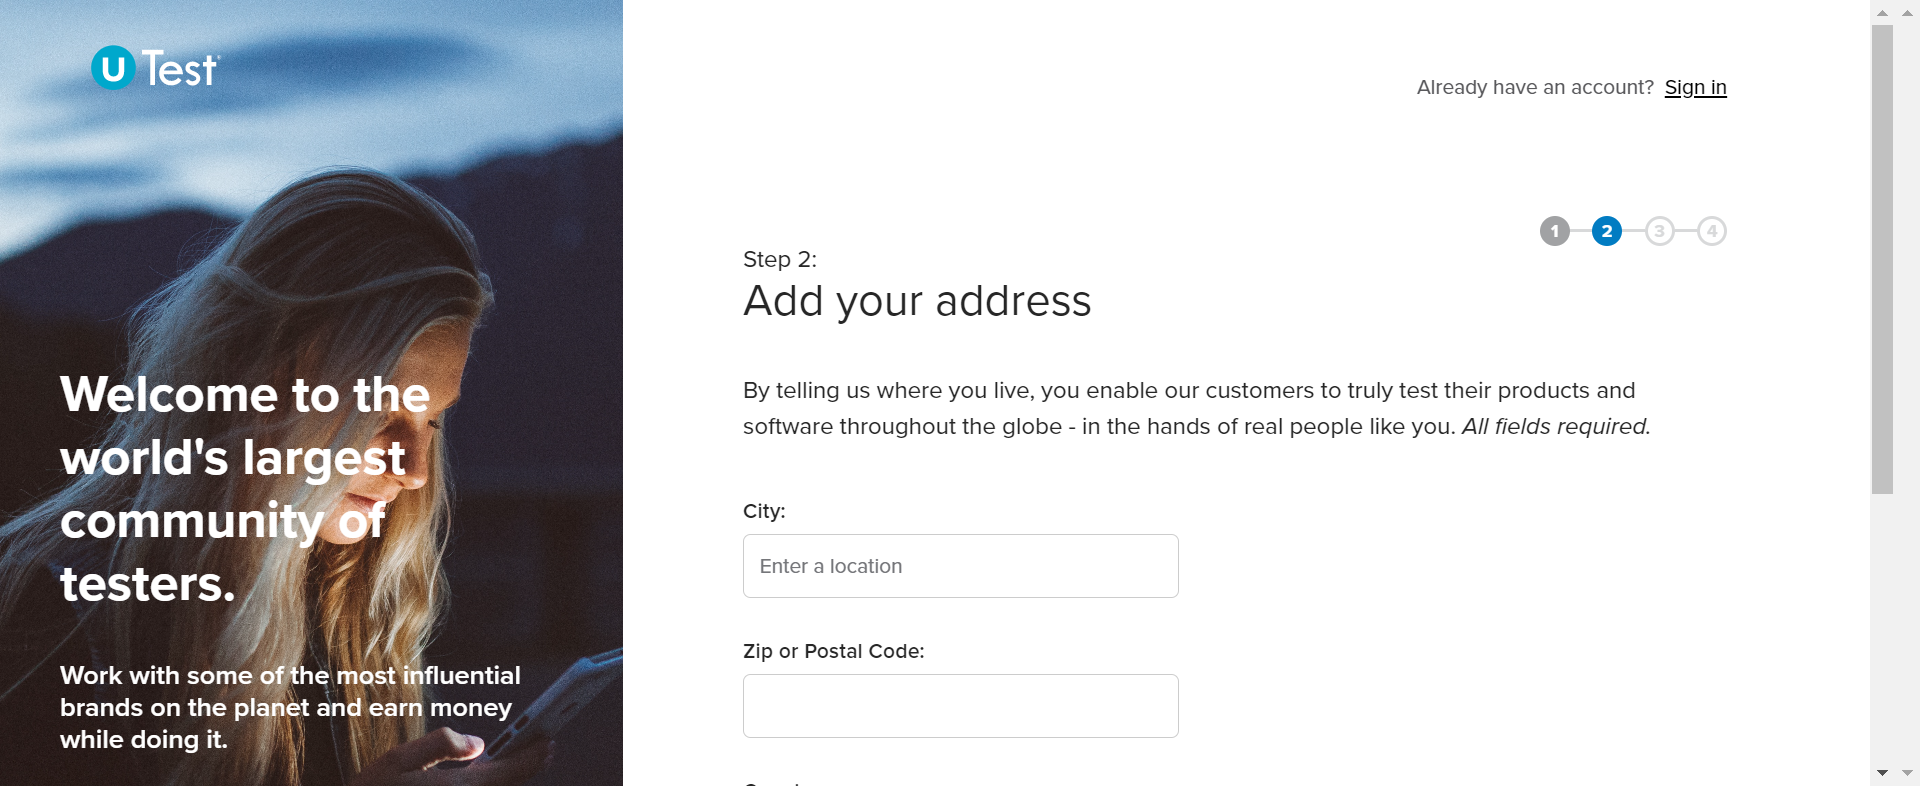 u Test
Already have an account? Sign in
1 2 3 4
Step 2:
Add your address
By telling us where you live, you enable our customers to truly test their products and
software throughout the globe - in the hands of real people like you. All fields required.
City:
Enter a location
Zip or Postal Code:
Welcome to the
world's largest
community of
testers.
Work with some of the most influential
brands on the planet and earn money
while doing it.